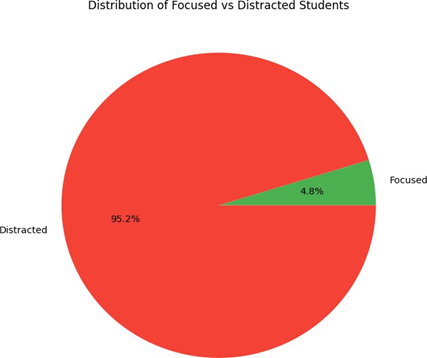 Distribution of Focused vs Distracted Students
Focused
4.8%
95.2%
Distracted